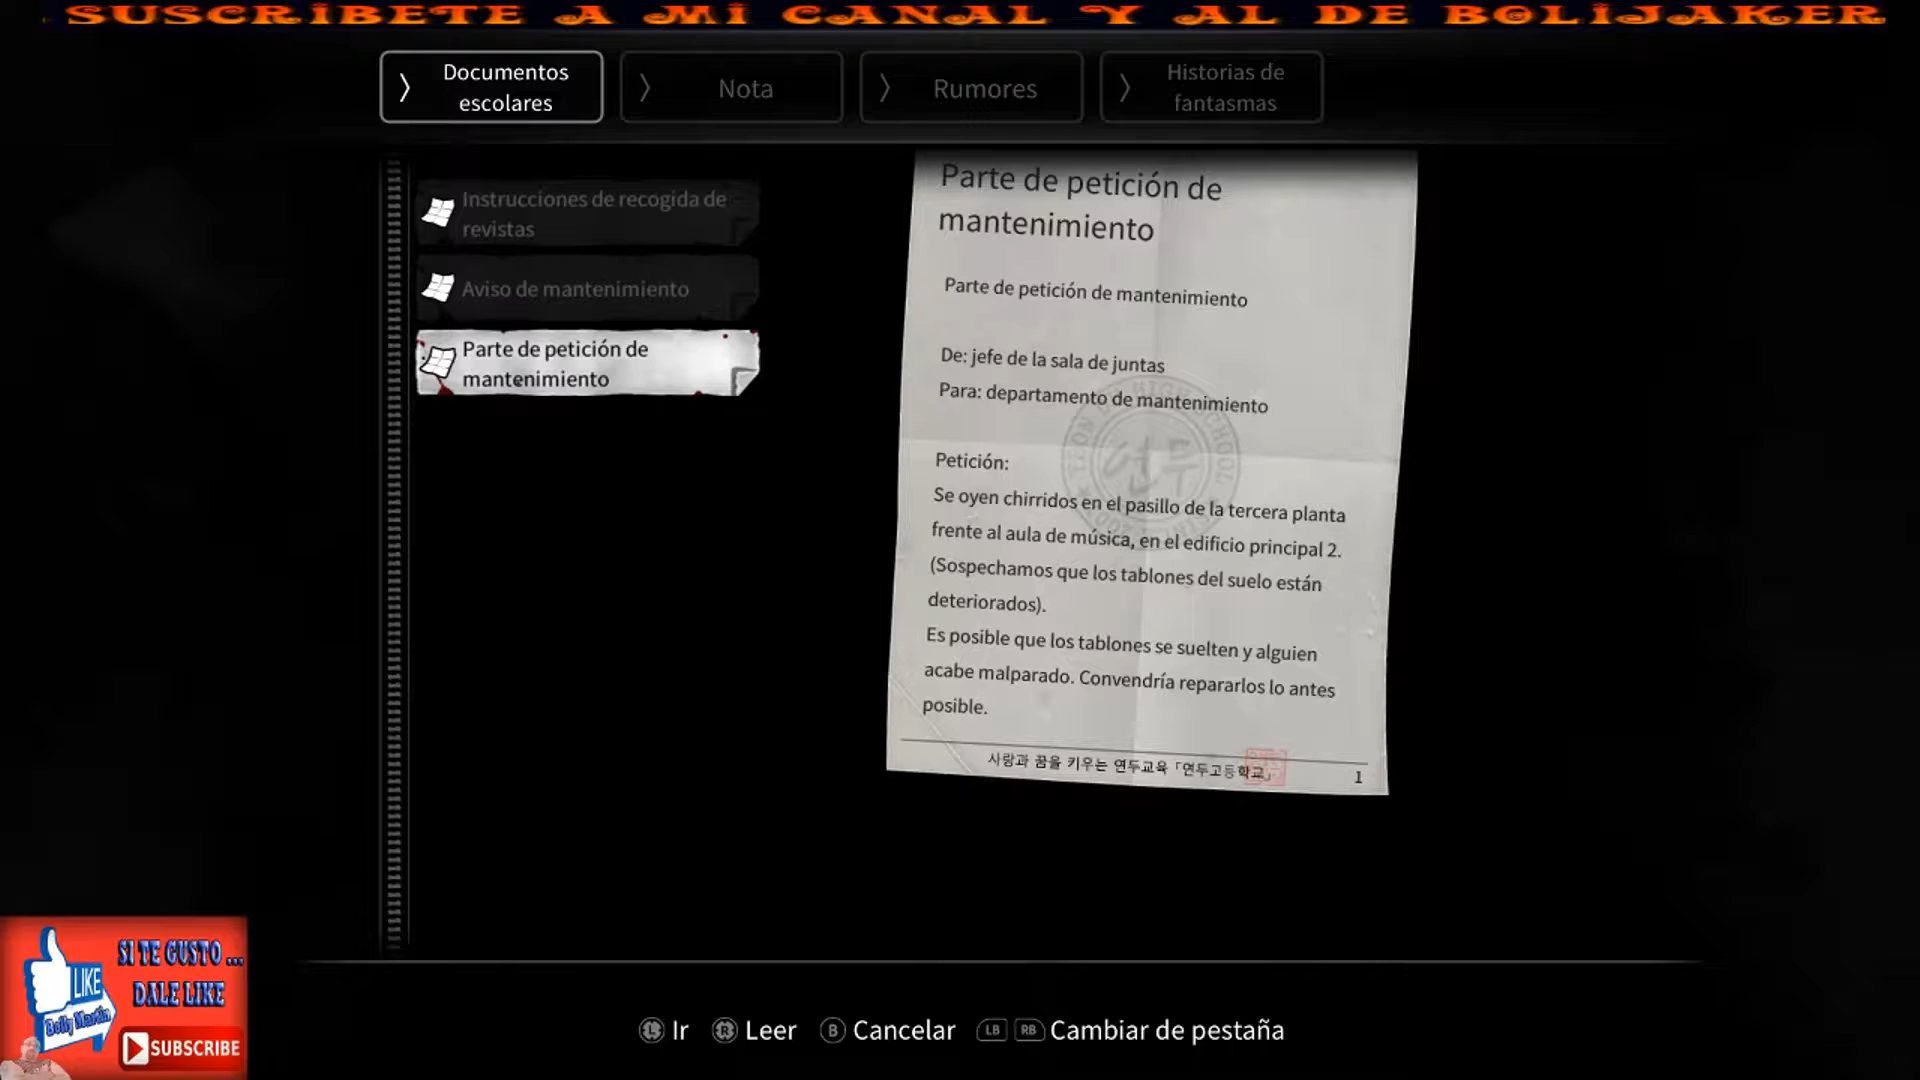 SUSCRIBETE A MI CANAL Y AL DE BOLIJAKER
Documentos
escolares
Nota
Rumores
Historias de
fantasmas
Instrucciones de recogida de
revistas
Aviso de mantenimiento
Parte de petición de
mantenimiento
Parte de petición de
mantenimiento
Parte de petición de mantenimiento
De: jefe de la sala de juntas
Para: departamento de mantenimiento
Petición:
Se oyen chirridos en el pasillo de la tercera planta
frente al aula de música, en el edificio principal 2.
(Sospechamos que los tablones del suelo están
deteriorados).
Es posible que los tablones se suelten y alguien
acabe malparado. Convendría repararlos lo antes
posible.
사랑과 꿈을 키우는 연두교육「연두고등학교」
1
SI TE GUSTO ...
DALE LIKE
LIKE
Bolly Martin
SUBSCRIBE
L Ir R Leer B Cancelar LB RB Cambiar de pestaña